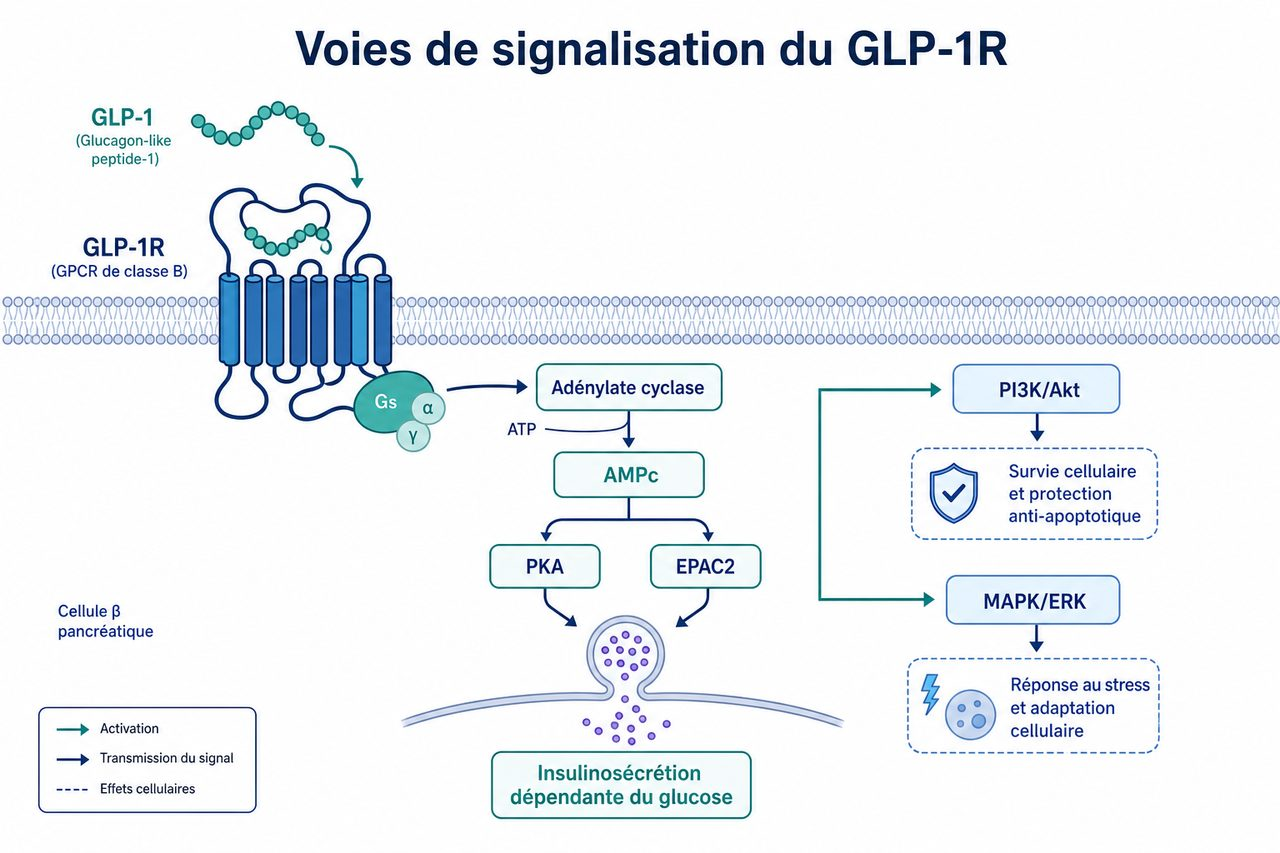 Voies de signalisation du GLP-1R
GLP-1
(Glucagon-like
peptide-1)
GLP-1R
(GPCR de classe B)
Gs
α
γ
Adénylate cyclase
ATP
AMPc
PKA
EPAC2
Insulinosécrétion
dépendante du glucose
PI3K/Akt
Survie cellulaire
et protection
anti-apoptotique
MAPK/ERK
Réponse au stress
et adaptation
cellulaire
Cellule β
pancréatique
Activation
Transmission du signal
Effets cellulaires